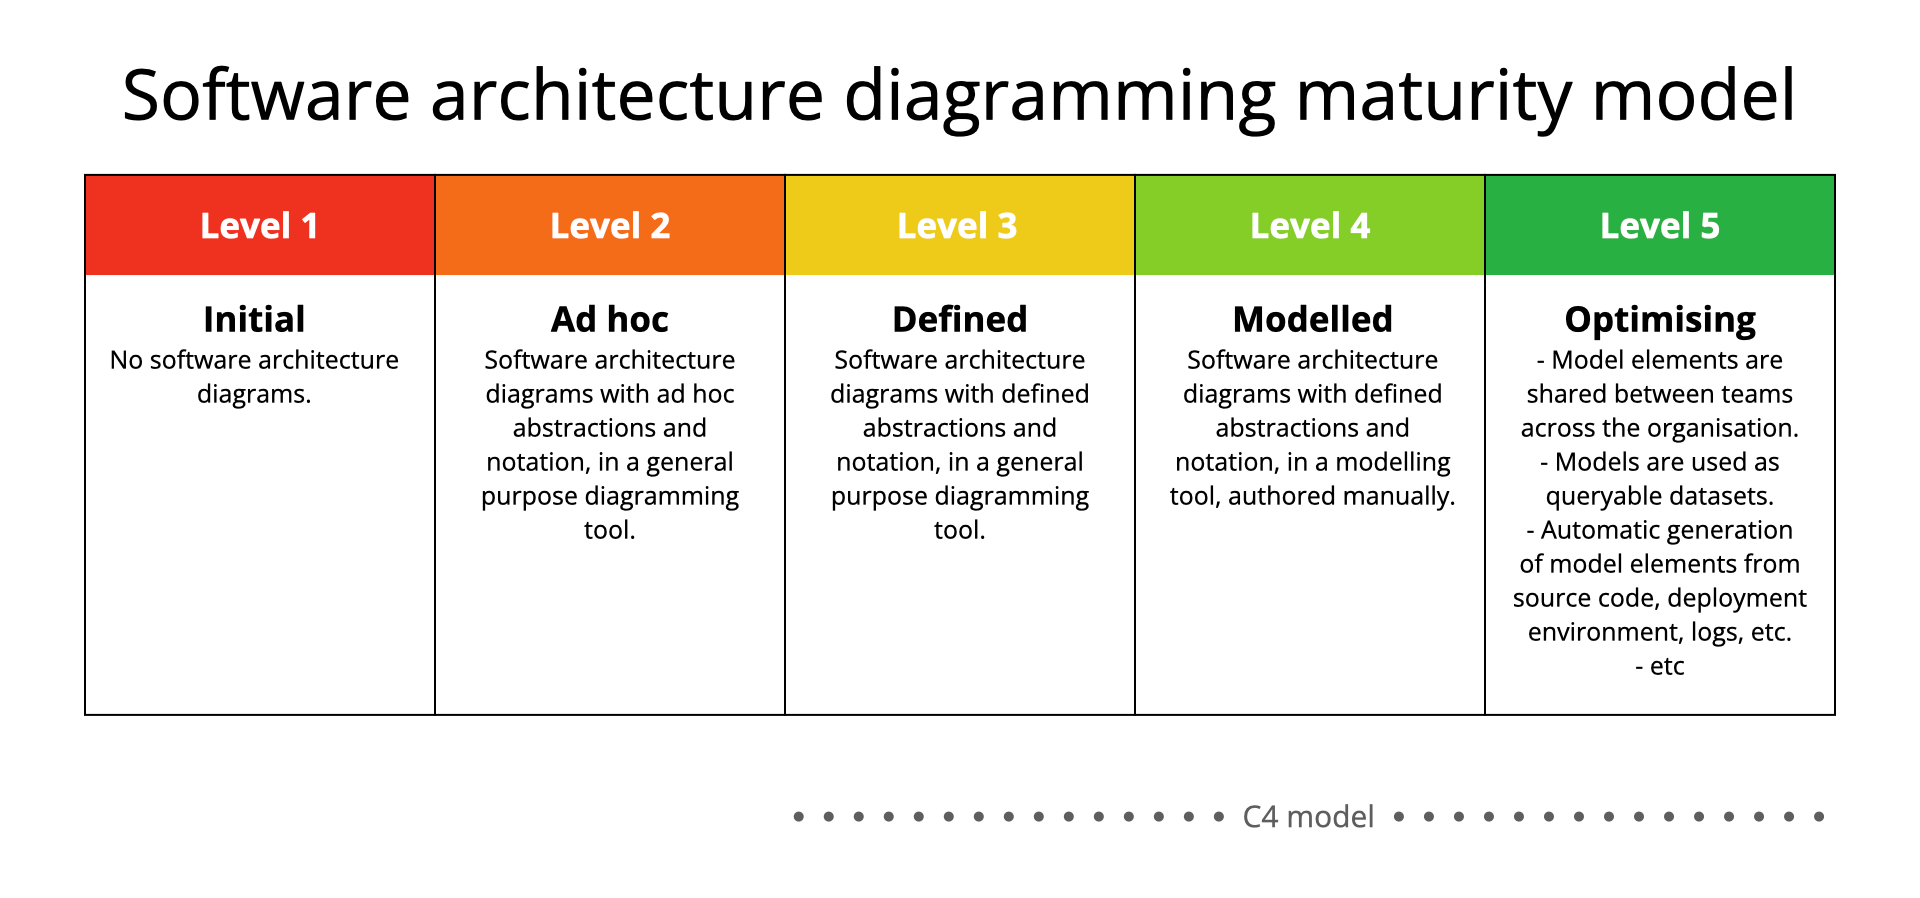 Software architecture diagramming maturity model
Level 1
Initial
No software architecture
diagrams.
Level 2
Ad hoc
Software architecture
diagrams with ad hoc
abstractions and
notation, in a general
purpose diagramming
tool.
Level 3
Defined
Software architecture
diagrams with defined
abstractions and
notation, in a general
purpose diagramming
tool.
Level 4
Modelled
Software architecture
diagrams with defined
abstractions and
notation, in a modelling
tool, authored manually.
Level 5
Optimising
- Model elements are
shared between teams
across the organisation.
- Models are used as
queryable datasets.
- Automatic generation
of model elements from
source code, deployment
environment, logs, etc.
- etc
C4 model